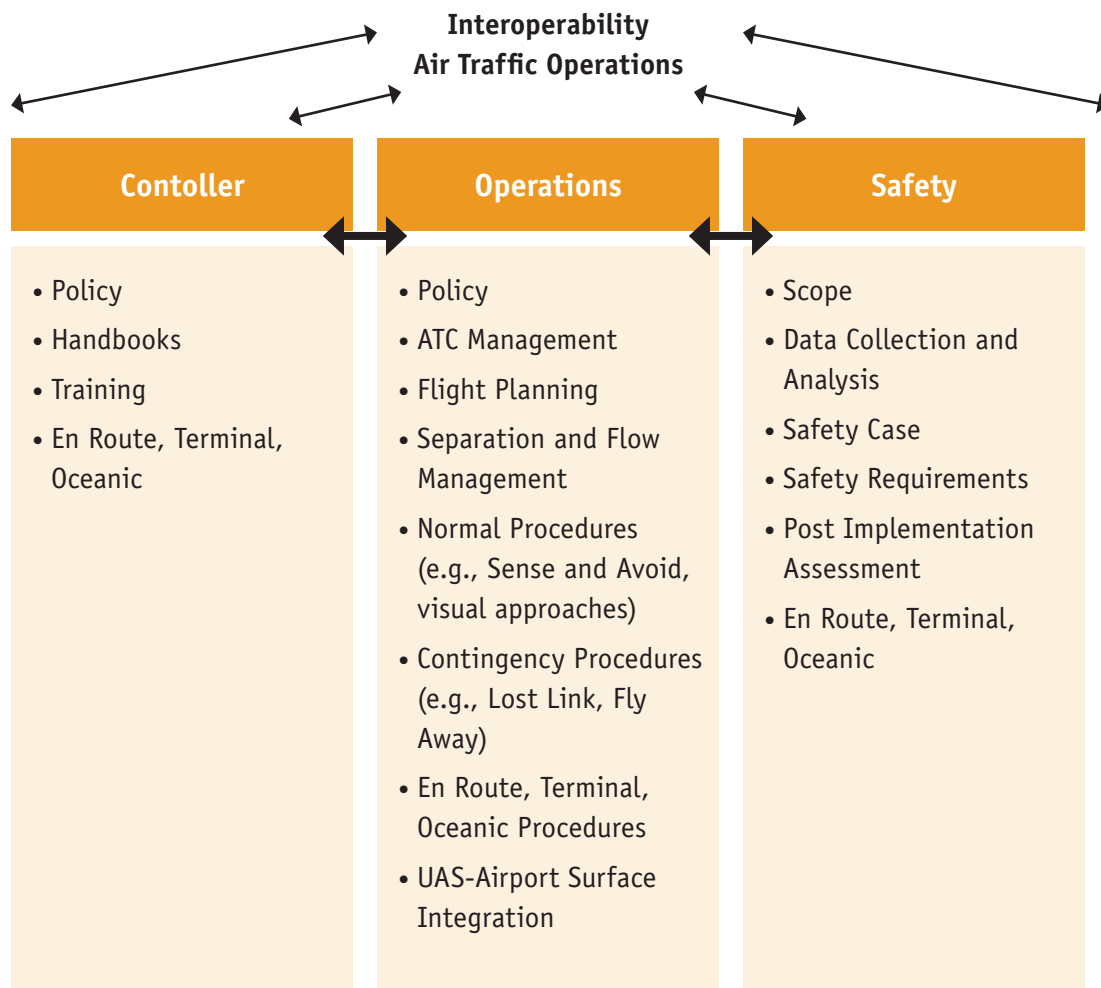 Interoperability
Air Traffic Operations
Contoller
• Policy
• Handbooks
• Training
• En Route, Terminal,
Oceanic
Operations
• Policy
• ATC Management
• Flight Planning
• Separation and Flow
Management
• Normal Procedures
(e.g., Sense and Avoid,
visual approaches)
• Contingency Procedures
(e.g., Lost Link, Fly
Away)
• En Route, Terminal,
Oceanic Procedures
• UAS-Airport Surface
Integration
Safety
• Scope
• Data Collection and
Analysis
• Safety Case
• Safety Requirements
• Post Implementation
Assessment
• En Route, Terminal,
Oceanic